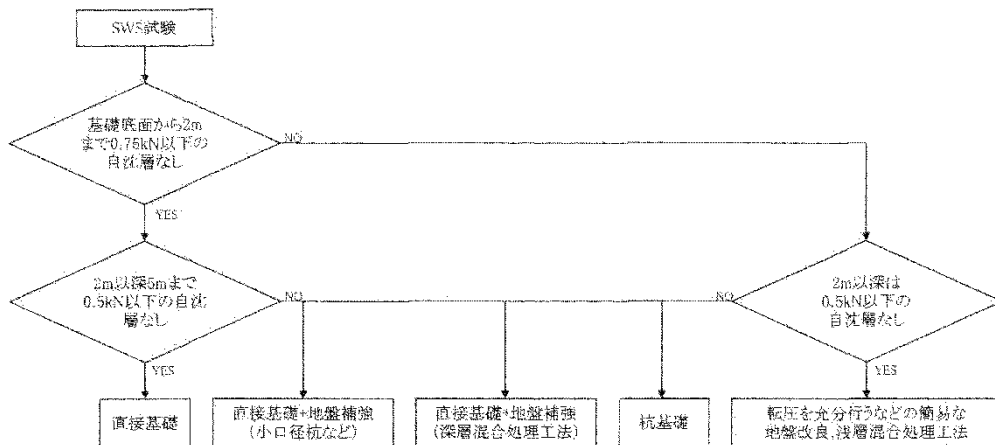 SWS試験
基礎底面から2m
まで0.75kN以下の
自沈層なし
NO
YES
2m以深5mまで
0.5kN以下の自沈
層なし
NO
NO
2m以深は
0.5kN以下の
自沈層なし
YES
YES
直接基礎
直接基礎+地盤補強
(小口径杭など)
直接基礎+地盤補強
(深層混合処理工法)
杭基礎
転圧を充分行うなどの簡易な
地盤改良,浅層混合処理工法